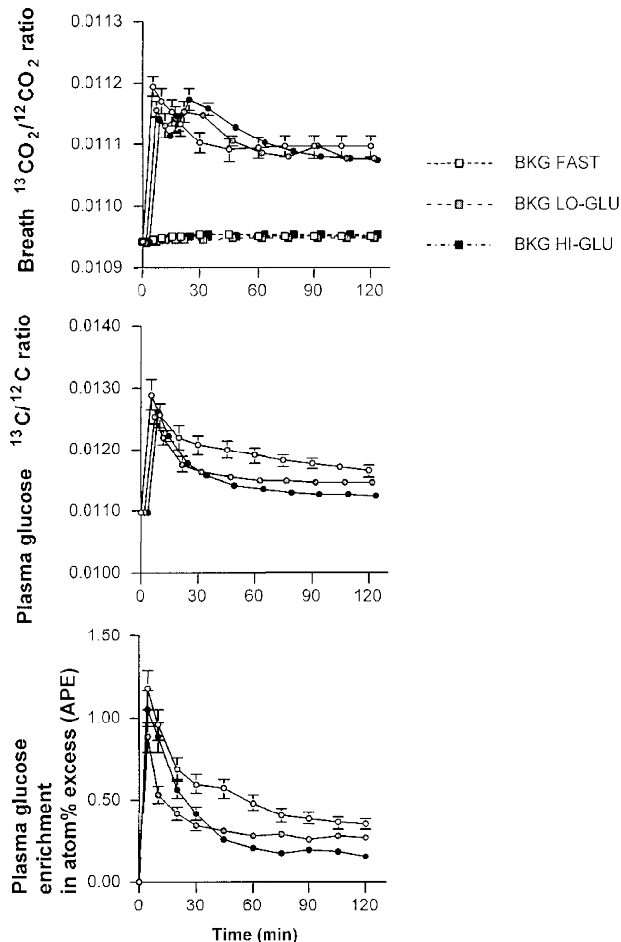 Breath ¹³CO₂/¹²CO₂ ratio
0.0113
0.0112
0.0111
0.0110
0.0109
0 30 60 90 120
BKG FAST
BKG LO-GLU
BKG HI-GLU
Plasma glucose ¹³C/¹²C ratio
0.0140
0.0130
0.0120
0.0110
0.0100
0 30 60 90 120
Plasma glucose
enrichment
in atom% excess (APE)
1.50
1.00
0.50
0.00
0 30 60 90 120
Time (min)